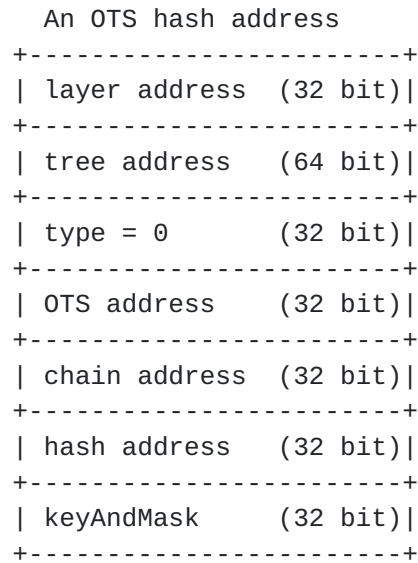 An OTS hash address
+-------------------------+
| layer address  (32 bit)|
+-------------------------+
| tree address   (64 bit)|
+-------------------------+
| type = 0       (32 bit)|
+-------------------------+
| OTS address    (32 bit)|
+-------------------------+
| chain address  (32 bit)|
+-------------------------+
| hash address   (32 bit)|
+-------------------------+
| keyAndMask     (32 bit)|
+-------------------------+